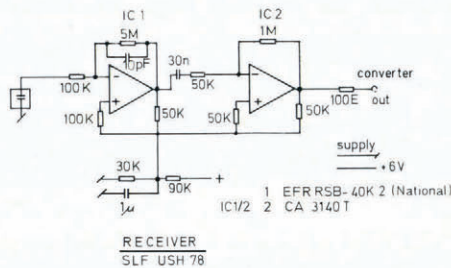 IC 1
IC 2
5M
1M
10pF
30n
100K
50K
converter
out
100E
100K
50K
50K
50K
supply
+6V
30K
90K
+
1µ
1 EFR RSB-40K 2 (National)
IC1/2 2 CA 3140 T
RECEIVER
SLF USH 78